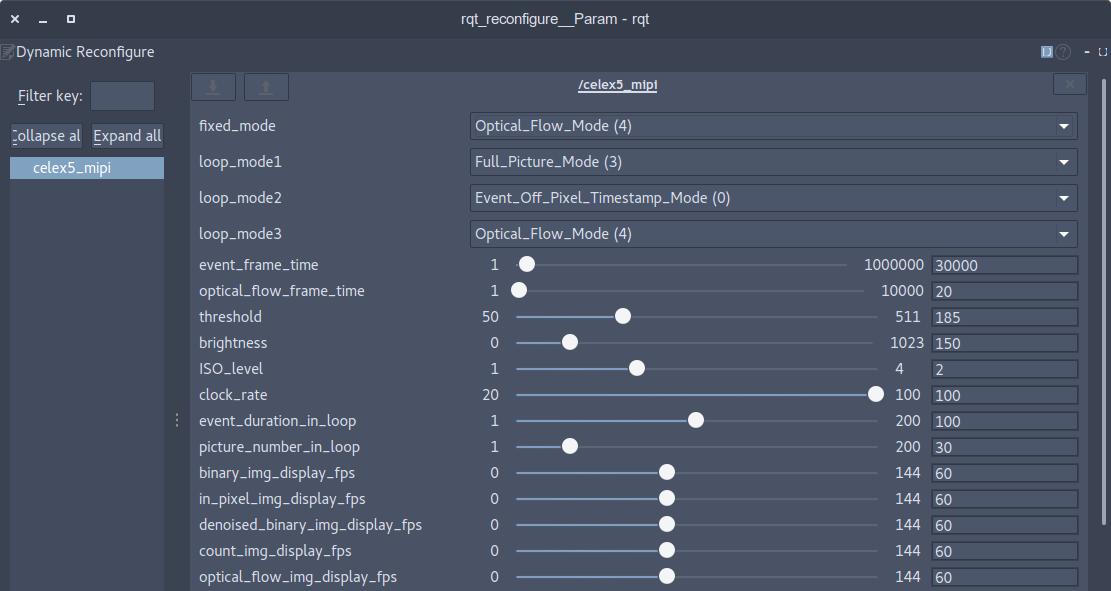 rqt_reconfigure__Param - rqt
Dynamic Reconfigure
Filter key:
Collapse al Expand all
celex5_mipi
/celex5_mipi
fixed_mode Optical_Flow_Mode (4)
loop_mode1 Full_Picture_Mode (3)
loop_mode2 Event_Off_Pixel_Timestamp_Mode (0)
loop_mode3 Optical_Flow_Mode (4)
event_frame_time 1 1000000 30000
optical_flow_frame_time 1 10000 20
threshold 50 511 185
brightness 0 1023 150
ISO_level 1 4 2
clock_rate 20 100 100
event_duration_in_loop 1 200 100
picture_number_in_loop 1 200 30
binary_img_display_fps 0 144 60
in_pixel_img_display_fps 0 144 60
denoised_binary_img_display_fps 0 144 60
count_img_display_fps 0 144 60
optical_flow_img_display_fps 0 144 60